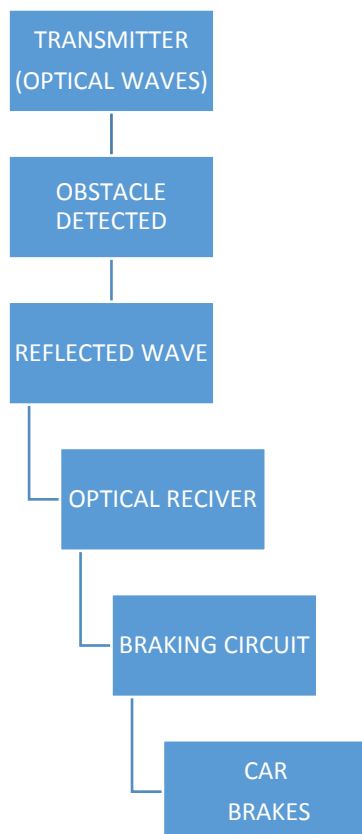 TRANSMITTER
(OPTICAL WAVES)
OBSTACLE
DETECTED
REFLECTED WAVE
OPTICAL RECIVER
BRAKING CIRCUIT
CAR
BRAKES